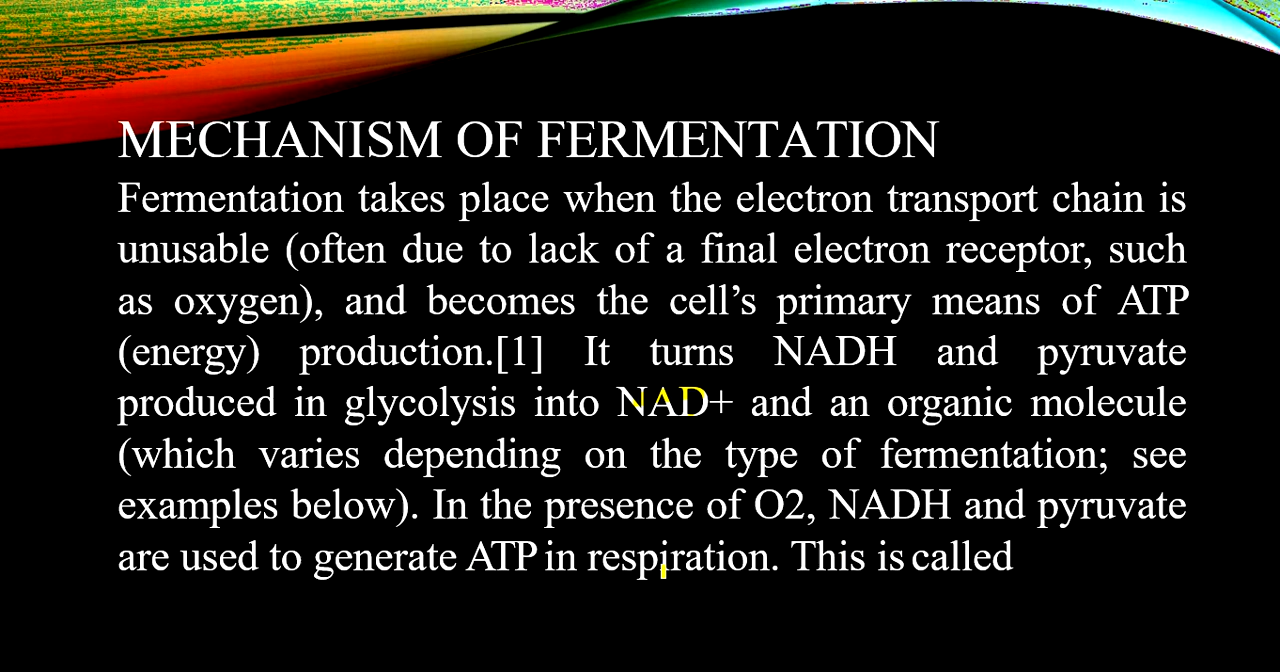 MECHANISM OF FERMENTATION
Fermentation takes place when the electron transport chain is
unusable (often due to lack of a final electron receptor, such
as oxygen), and becomes the cell’s primary means of ATP
(energy) production.[1] It turns NADH and pyruvate
produced in glycolysis into NAD+ and an organic molecule
(which varies depending on the type of fermentation; see
examples below). In the presence of O2, NADH and pyruvate
are used to generate ATP in respiration. This is called